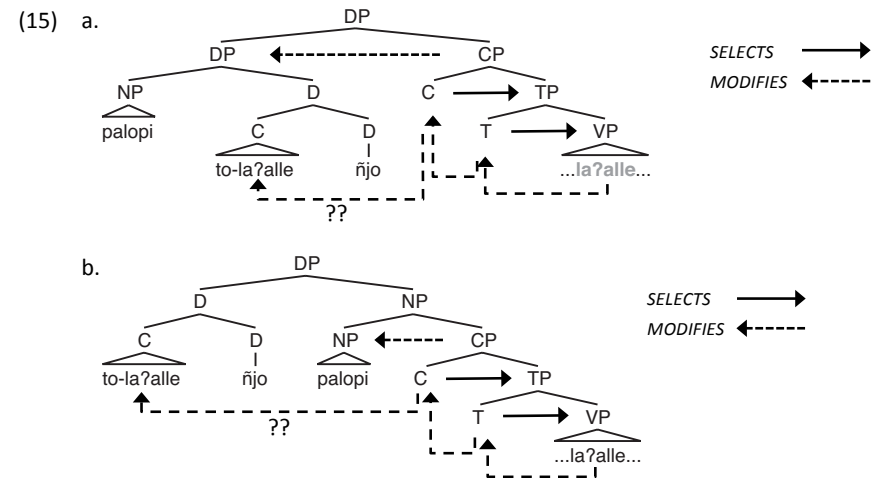 (15) a.
DP
DP CP
SELECTS
MODIFIES
NP D C TP
palopi C D T VP
to-la?alle ñjo ...la?alle...
??
b.
DP
D NP
SELECTS
MODIFIES
C D NP CP
to-la?alle ñjo palopi C TP
??
T VP
...la?alle...